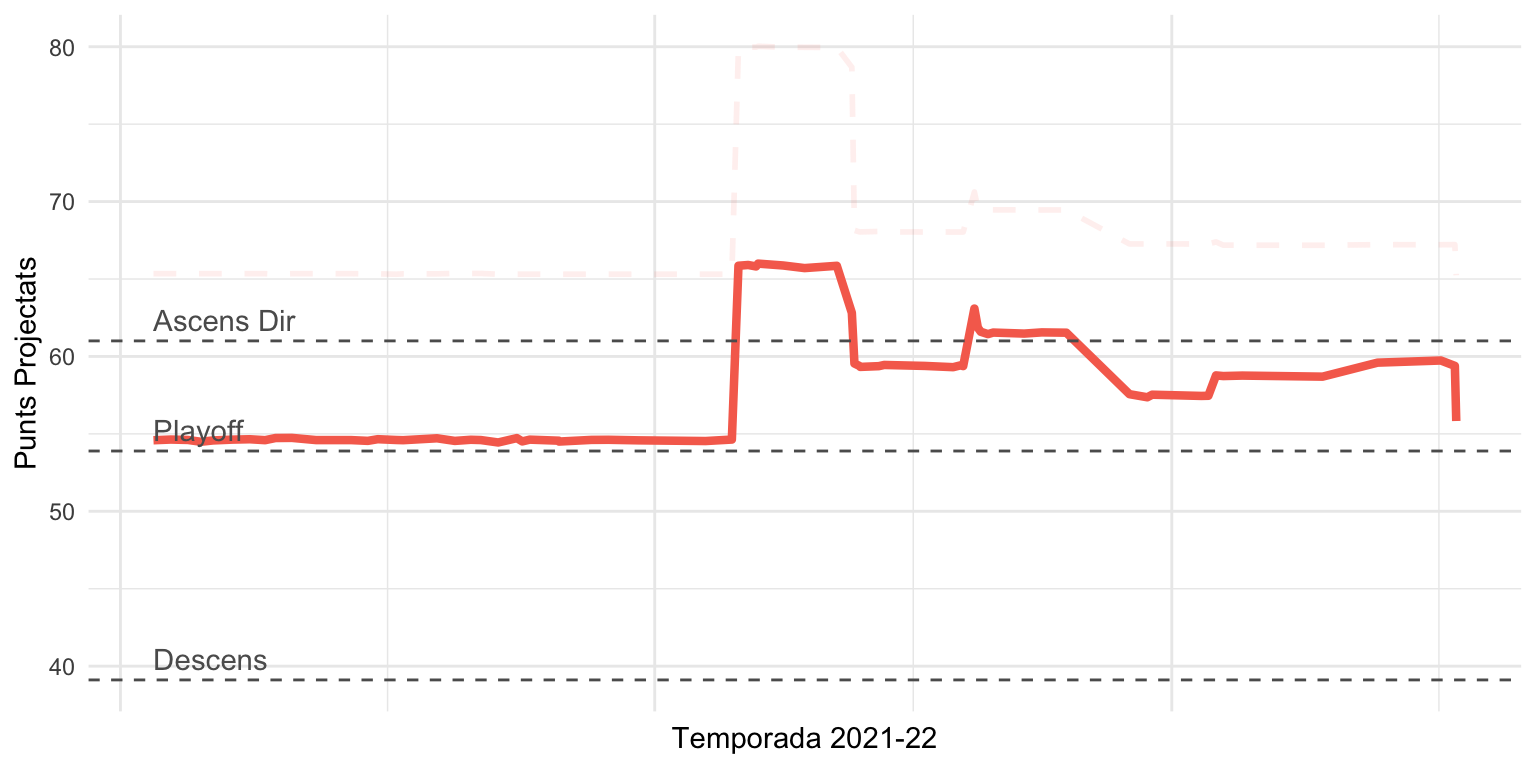 80
70
Ascens Dir
60
Playoff
50
Descens
40
Punts Projectats
Temporada 2021-22